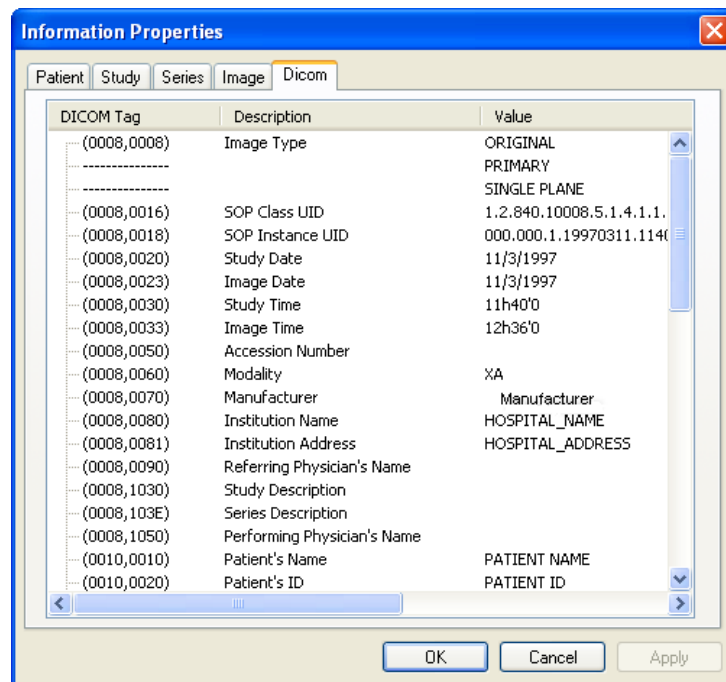 Information Properties
Patient Study Series Image Dicom
DICOM Tag Description Value
(0008,0008) Image Type ORIGINAL
--------------- PRIMARY
--------------- SINGLE PLANE
(0008,0016) SOP Class UID 1.2.840.10008.5.1.4.1.1.
(0008,0018) SOP Instance UID 000.000.1.19970311.1140
(0008,0020) Study Date 11/3/1997
(0008,0023) Image Date 11/3/1997
(0008,0030) Study Time 11h40'0
(0008,0033) Image Time 12h36'0
(0008,0050) Accession Number
(0008,0060) Modality XA
(0008,0070) Manufacturer Manufacturer
(0008,0080) Institution Name HOSPITAL_NAME
(0008,0081) Institution Address HOSPITAL_ADDRESS
(0008,0090) Referring Physician's Name
(0008,1030) Study Description
(0008,103E) Series Description
(0008,1050) Performing Physician's Name
(0010,0010) Patient's Name PATIENT NAME
(0010,0020) Patient's ID PATIENT ID
OK Cancel Apply